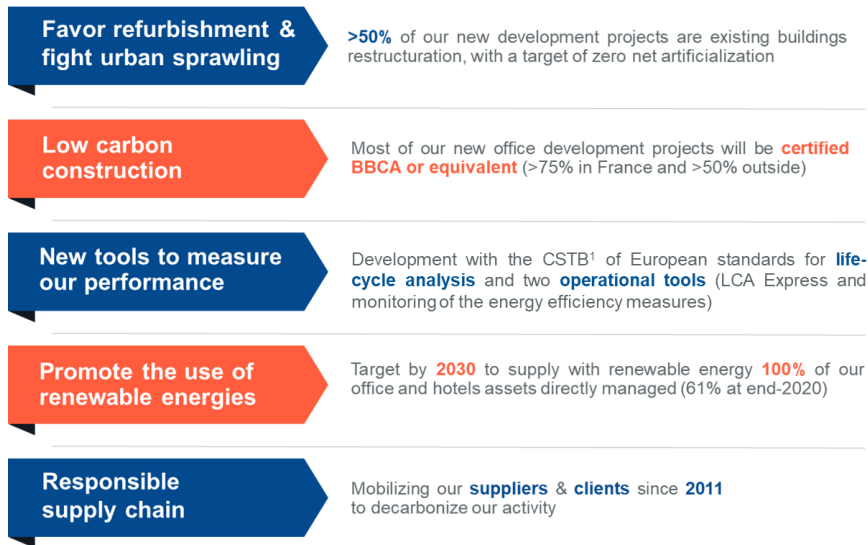 Favor refurbishment &
fight urban sprawling
>50% of our new development projects are existing buildings
restructuration, with a target of zero net artificialization
Low carbon
construction
Most of our new office development projects will be certified
BBCA or equivalent (>75% in France and >50% outside)
New tools to measure
our performance
Development with the CSTB¹ of European standards for life-
cycle analysis and two operational tools (LCA Express and
monitoring of the energy efficiency measures)
Promote the use of
renewable energies
Target by 2030 to supply with renewable energy 100% of our
office and hotels assets directly managed (61% at end-2020)
Responsible
supply chain
Mobilizing our suppliers & clients since 2011
to decarbonize our activity